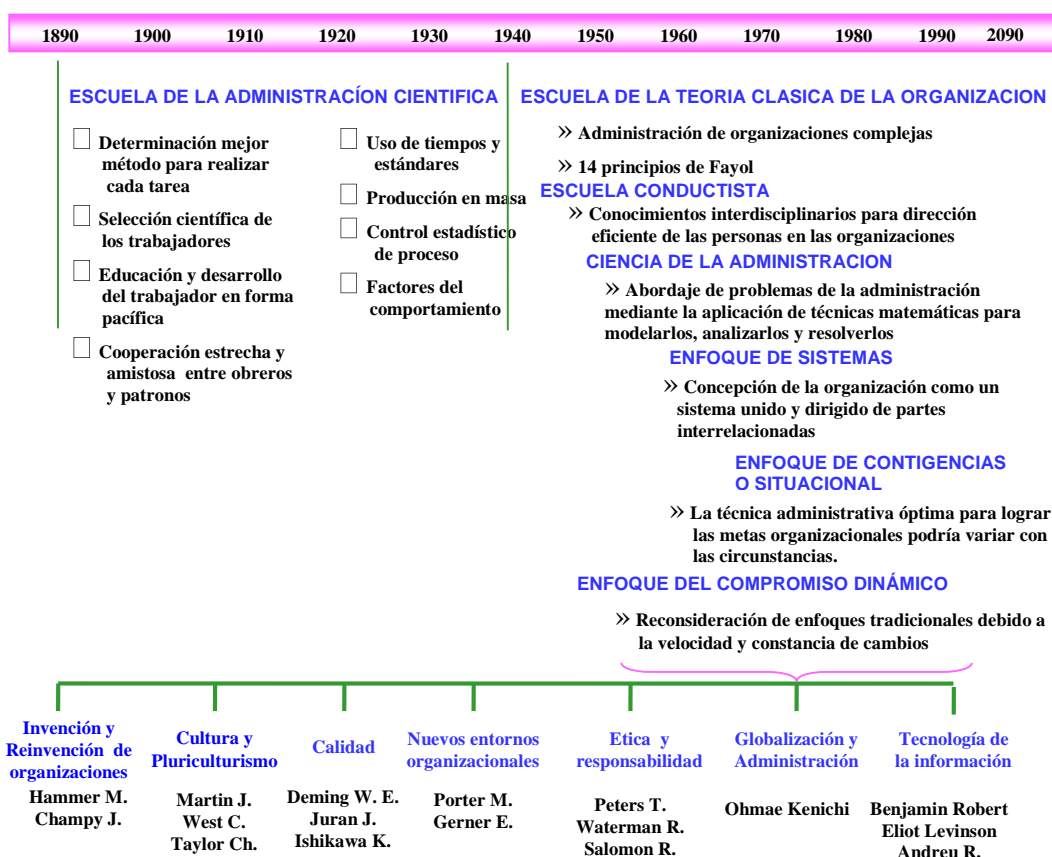 1890 1900 1910 1920 1930 1940 1950 1960 1970 1980 1990 2090
ESCUELA DE LA ADMINISTRACÍON CIENTIFICA
Determinación mejor
método para realizar
cada tarea
Selección científica de
los trabajadores
Educación y desarrollo
del trabajador en forma
pacífica
Cooperación estrecha y
amistosa entre obreros
y patronos
Uso de tiempos y
estándares
Producción en masa
Control estadístico
de proceso
Factores del
comportamiento
ESCUELA DE LA TEORIA CLASICA DE LA ORGANIZACION
» Administración de organizaciones complejas
» 14 principios de Fayol
ESCUELA CONDUCTISTA
» Conocimientos interdisciplinarios para dirección
eficiente de las personas en las organizaciones
CIENCIA DE LA ADMINISTRACION
» Abordaje de problemas de la administración
mediante la aplicación de técnicas matemáticas para
modelarlos, analizarlos y resolverlos
ENFOQUE DE SISTEMAS
» Concepción de la organización como un
sistema unido y dirigido de partes
interrelacionadas
ENFOQUE DE CONTIGENCIAS
O SITUACIONAL
» La técnica administrativa óptima para lograr
las metas organizacionales podría variar con
las circunstancias.
ENFOQUE DEL COMPROMISO DINÁMICO
» Reconsideración de enfoques tradicionales debido a
la velocidad y constancia de cambios
Invención y
Reinvención de
organizaciones
Hammer M.
Champy J.
Cultura y
Pluriculturismo
Martin J.
West C.
Taylor Ch.
Calidad
Deming W. E.
Juran J.
Ishikawa K.
Nuevos entornos
organizacionales
Porter M.
Gerner E.
Etica y
responsabilidad
Peters T.
Waterman R.
Salomon R.
Globalización y
Administración
Ohmae Kenichi
Tecnología de
la información
Benjamin Robert
Eliot Levinson
Andreu R.